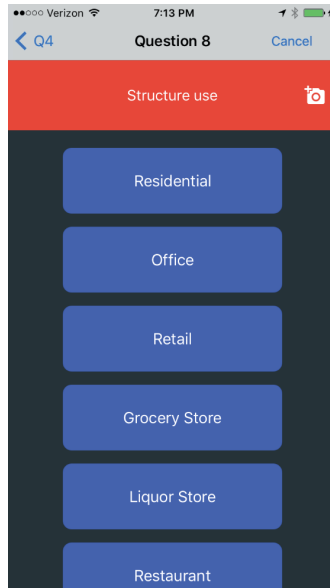 Verizon
7:13 PM
Q4
Question 8
Cancel
Structure use
Residential
Office
Retail
Grocery Store
Liquor Store
Restaurant